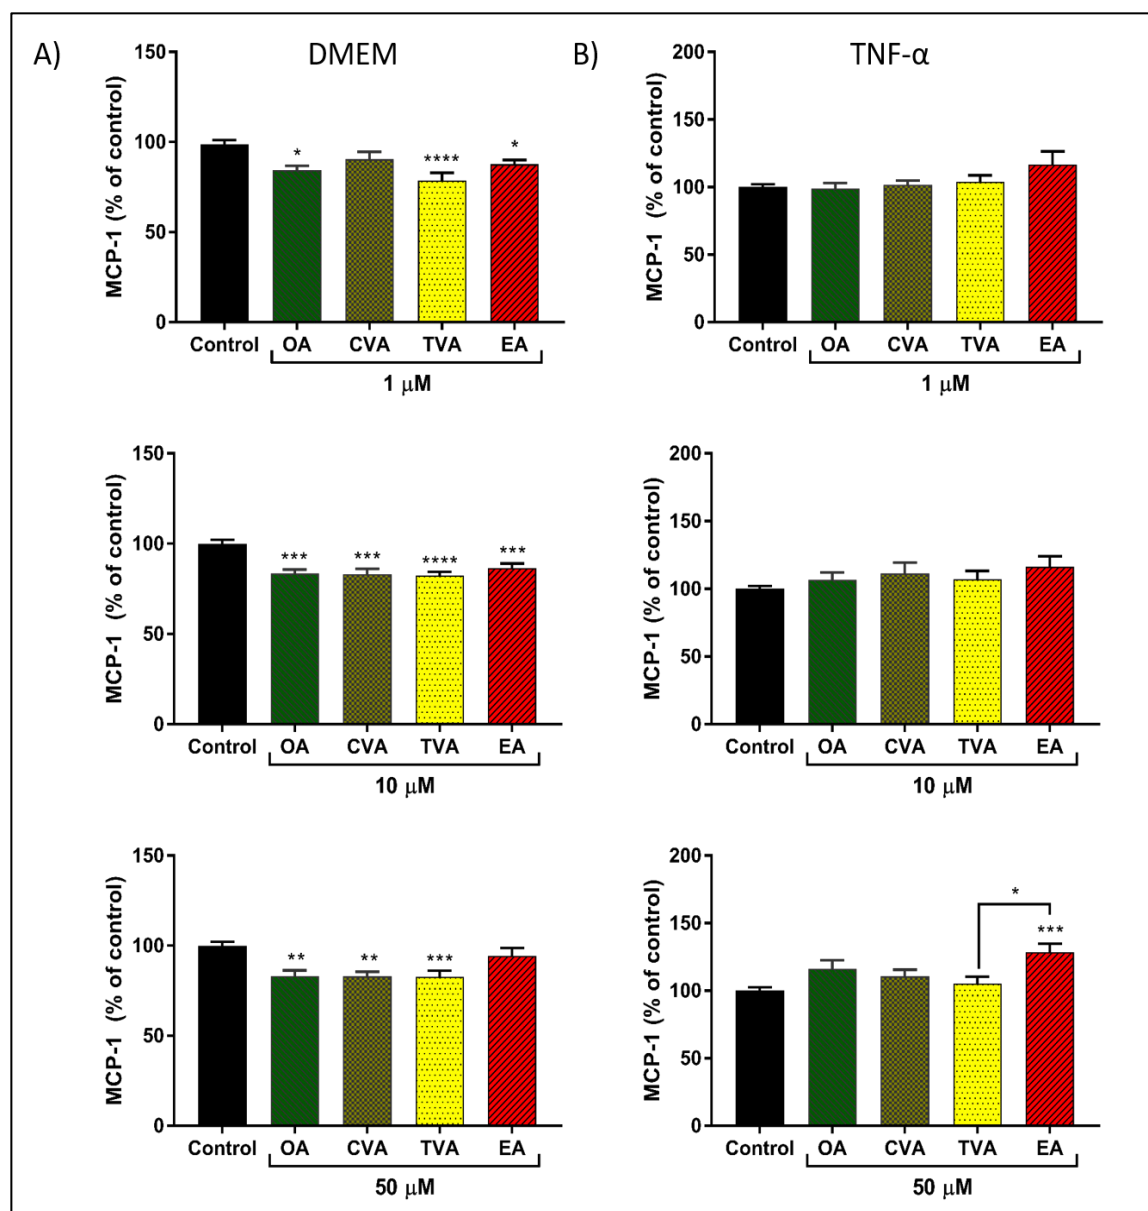 A) DMEM
MCP-1 (% of control)
150
100
50
0
*
****
*
Control OA CVA TVA EA
1 μM
B) TNF-α
MCP-1 (% of control)
200
150
100
50
0
Control OA CVA TVA EA
1 μM
MCP-1 (% of control)
150
100
50
0
*** *** **** ***
Control OA CVA TVA EA
10 μM
MCP-1 (% of control)
200
150
100
50
0
Control OA CVA TVA EA
10 μM
MCP-1 (% of control)
150
100
50
0
** ** ***
Control OA CVA TVA EA
50 μM
MCP-1 (% of control)
200
150
100
50
0
*
***
Control OA CVA TVA EA
50 μM